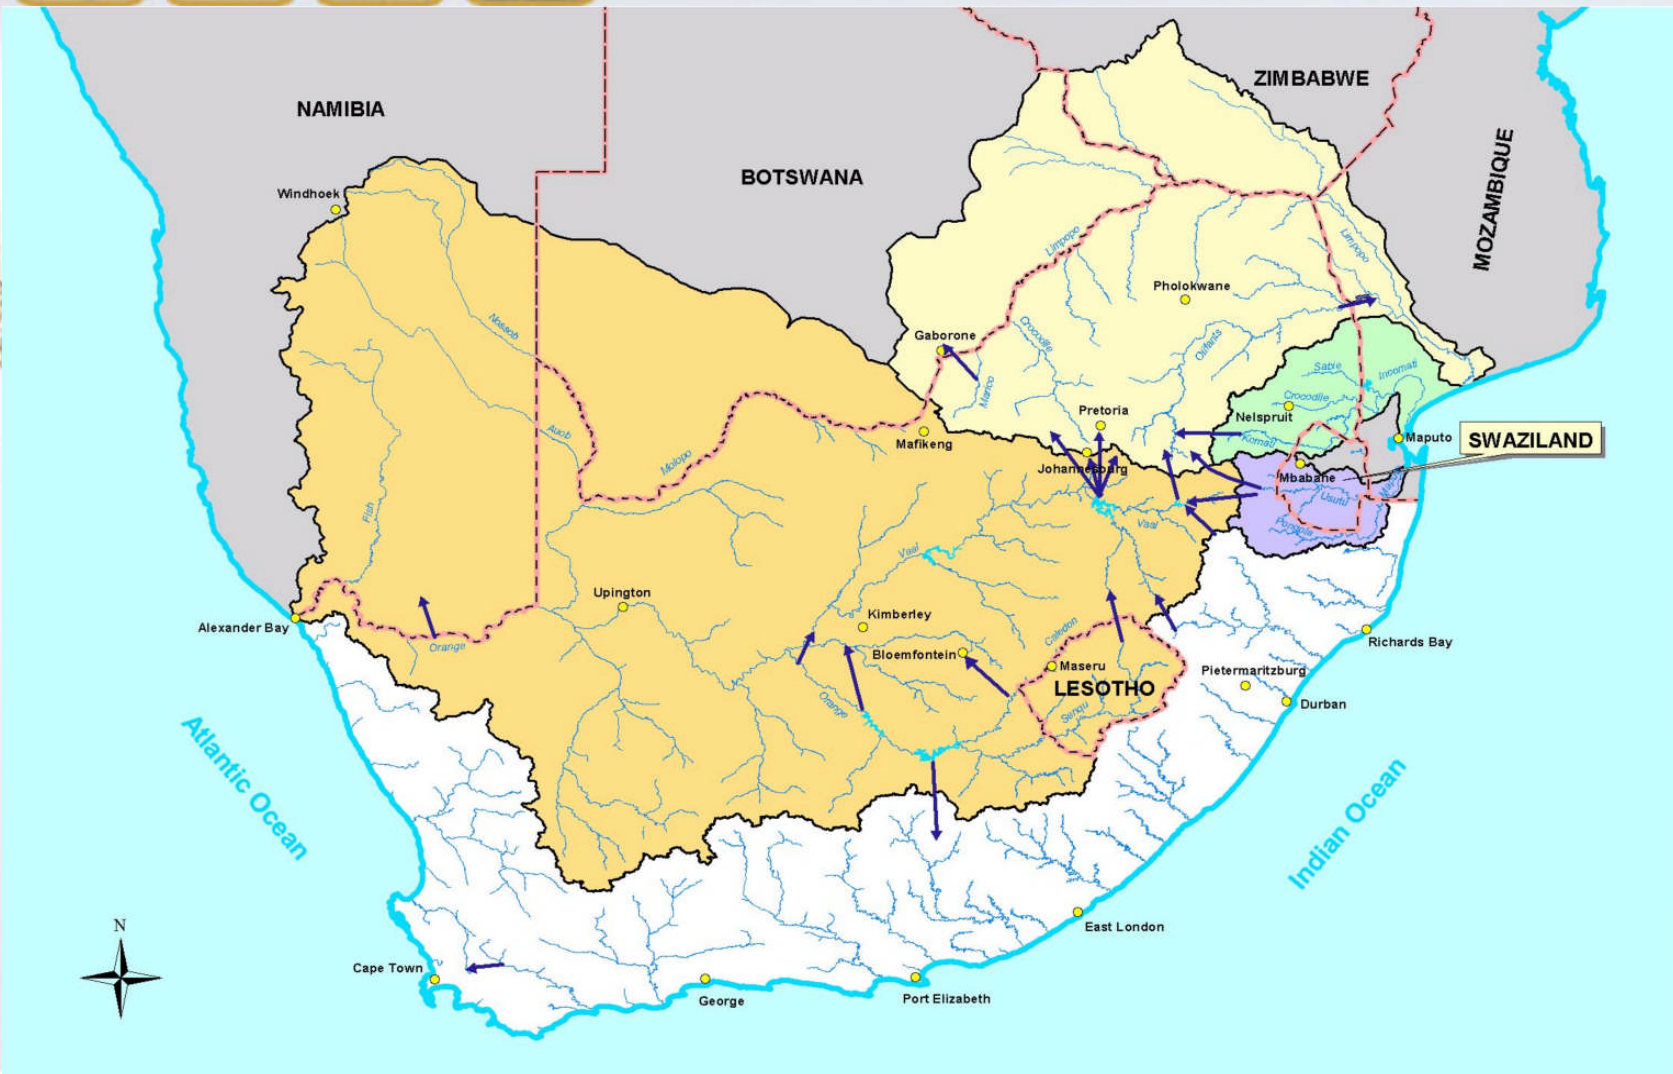 ZIMBABWE
NAMIBIA
BOTSWANA
MOZAMBIQUE
Windhoek
Limpopo
Limpopo
Pholokwane
Nossob
Gaborone
Crocodile
Olifants
Marico
Sabie
Incomati
Crocodile
Nelspruit
Pretoria
Mafikeng
Komati
Maputo
SWAZILAND
Auob
Molopo
Johannesburg
Mbabane
Usutu
Maputo
Pongola
Fish
Vaal
Vaal
Upington
Kimberley
Alexander Bay
Orange
Caledon
Bloemfontein
Maseru
LESOTHO
Senqu
Orange
Richards Bay
Pietermaritzburg
Durban
Atlantic Ocean
Indian Ocean
N
East London
Cape Town
George
Port Elizabeth